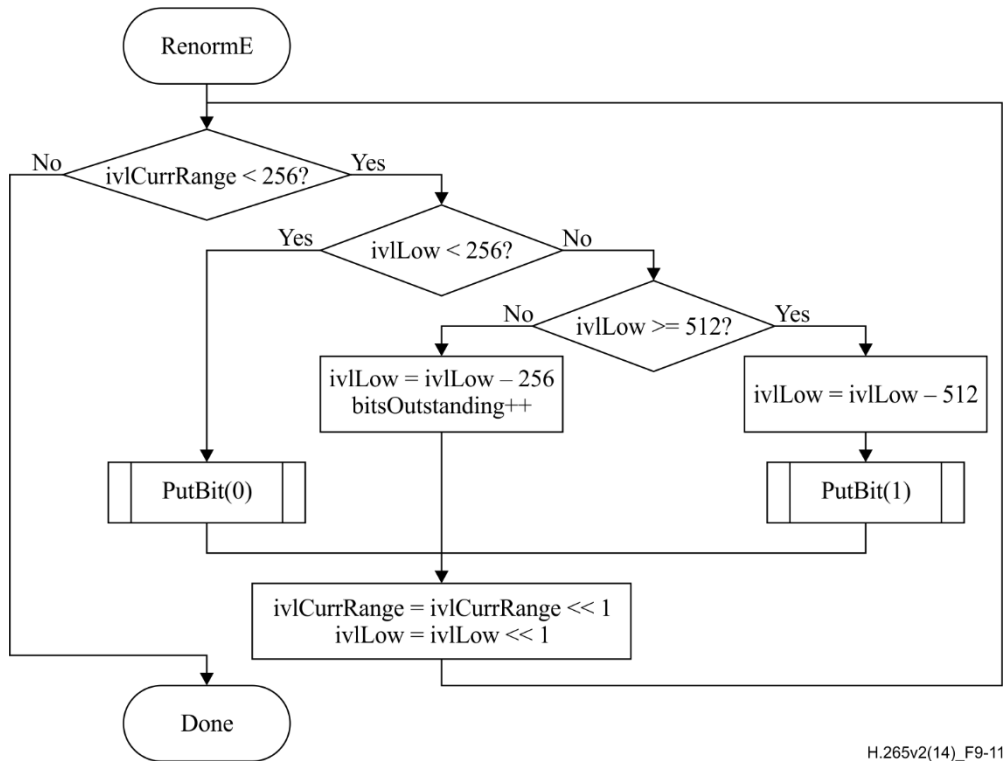 RenormE
No
ivlCurrRange < 256?
Yes
Yes
ivlLow < 256?
No
No
ivlLow >= 512?
Yes
ivlLow = ivlLow – 256
bitsOutstanding++
ivlLow = ivlLow – 512
PutBit(0)
PutBit(1)
ivlCurrRange = ivlCurrRange << 1
ivlLow = ivlLow << 1
Done
H.265v2(14)_F9-11